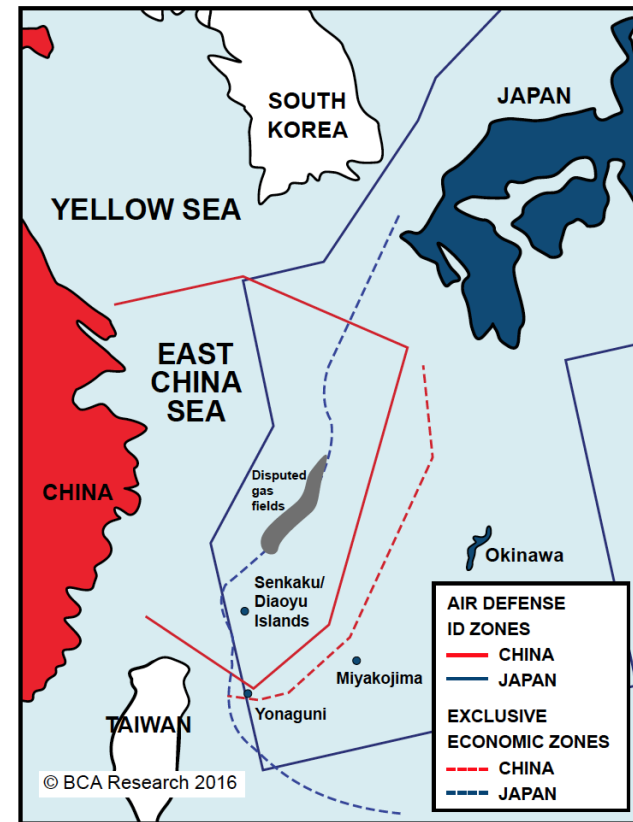 SOUTH
KOREA
JAPAN
YELLOW SEA
EAST
CHINA
SEA
CHINA
Disputed
gas
fields
Senkaku/
Diaoyu
Islands
Okinawa
Miyakojima
Yonaguni
TAIWAN
© BCA Research 2016
AIR DEFENSE
ID ZONES
CHINA
JAPAN
EXCLUSIVE
ECONOMIC ZONES
CHINA
JAPAN